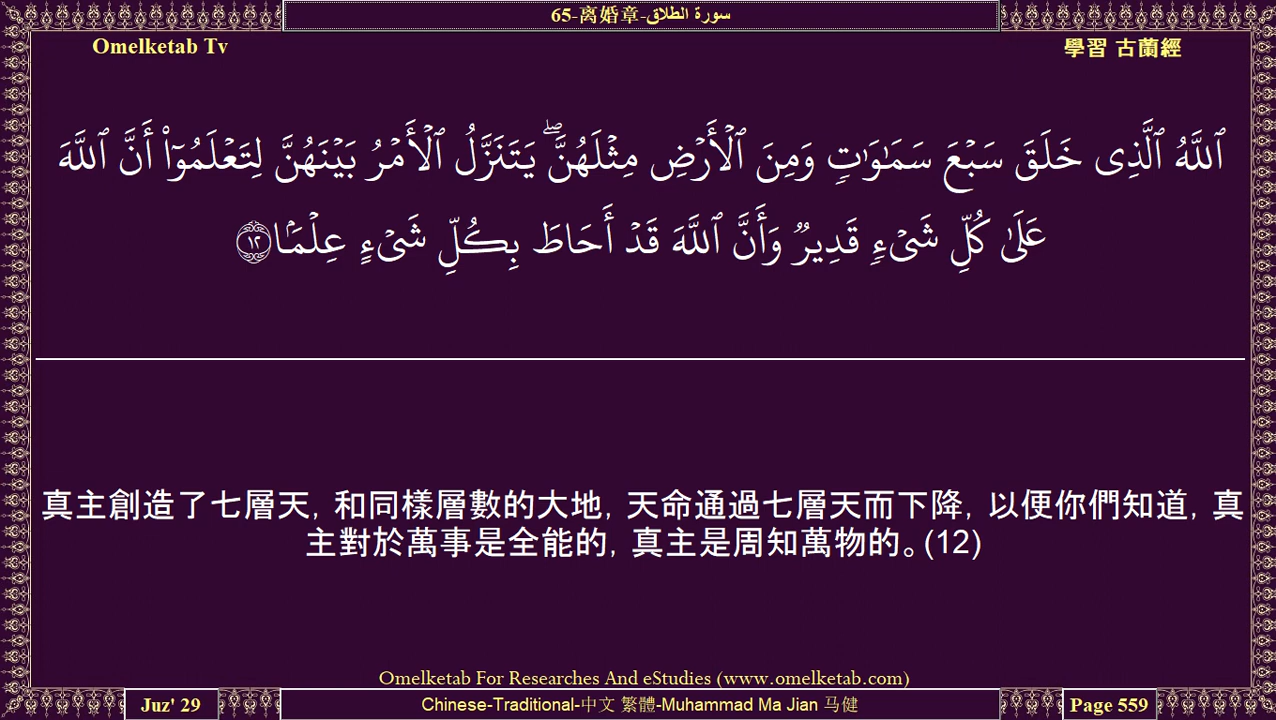 65-离婚章-سورة الطلاق
Omelketab Tv
學習 古蘭經
ٱللَّهُ ٱلَّذِى خَلَقَ سَبْعَ سَمَـٰوَٰتٍ وَمِنَ ٱلْأَرْضِ مِثْلَهُنَّ ۖ يَتَنَزَّلُ ٱلْأَمْرُ بَيْنَهُنَّ لِتَعْلَمُوٓا۟ أَنَّ ٱللَّهَ
عَلَىٰ كُلِّ شَىْءٍ قَدِيرٌ وَأَنَّ ٱللَّهَ قَدْ أَحَاطَ بِكُلِّ شَىْءٍ عِلْمًۢا ١٢
真主創造了七層天，和同樣層數的大地，天命通過七層天而下降，以便你們知道，真
主對於萬事是全能的，真主是周知萬物的。(12)
Omelketab For Researches And eStudies (www.omelketab.com)
Juz' 29
Chinese-Traditional-中文 繁體-Muhammad Ma Jian 马健
Page 559